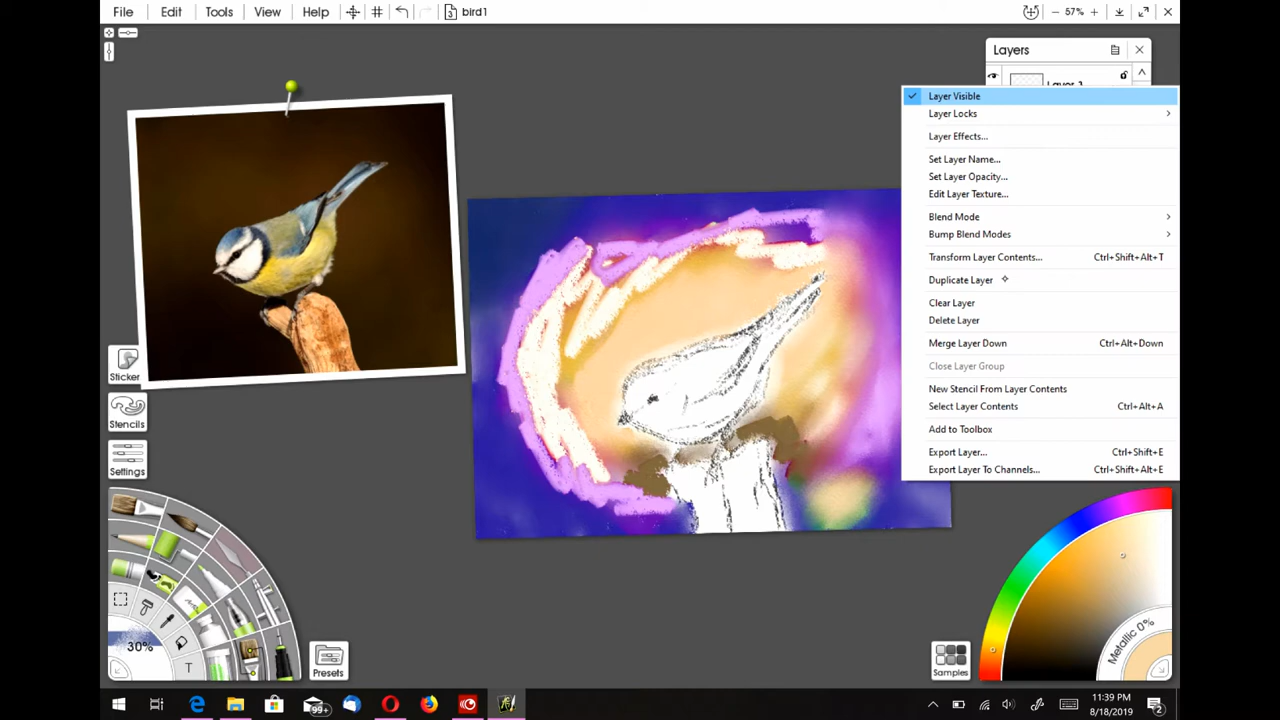 File Edit Tools View Help bird1 57%
Layers
Layer Visible
Layer Locks
Layer Effects...
Set Layer Name...
Set Layer Opacity...
Edit Layer Texture...
Blend Mode
Bump Blend Modes
Transform Layer Contents... Ctrl+Shift+Alt+T
Duplicate Layer
Clear Layer
Delete Layer
Merge Layer Down Ctrl+Alt+Down
Close Layer Group
New Stencil From Layer Contents
Select Layer Contents Ctrl+Alt+A
Add to Toolbox
Export Layer... Ctrl+Shift+E
Export Layer To Channels... Ctrl+Shift+Alt+E
Sticker
Stencils
Settings
30%
T
Presets
Samples
Metallic 0%
99+
11:39 PM
8/18/2019
2